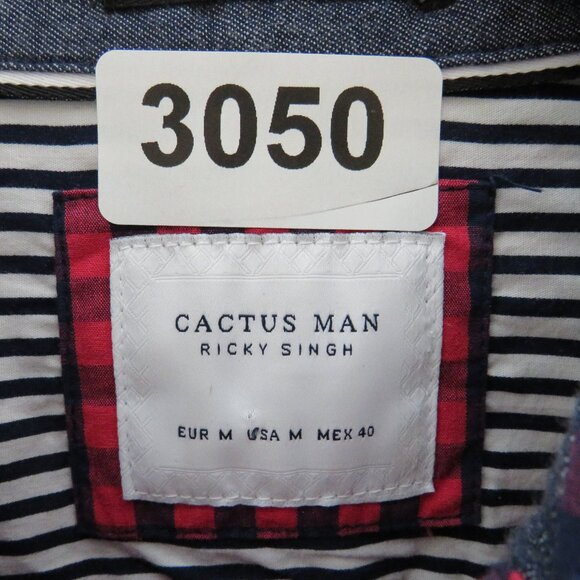 3050
CACTUS MAN
RICKY SINGH
EUR M USA M MEX 40